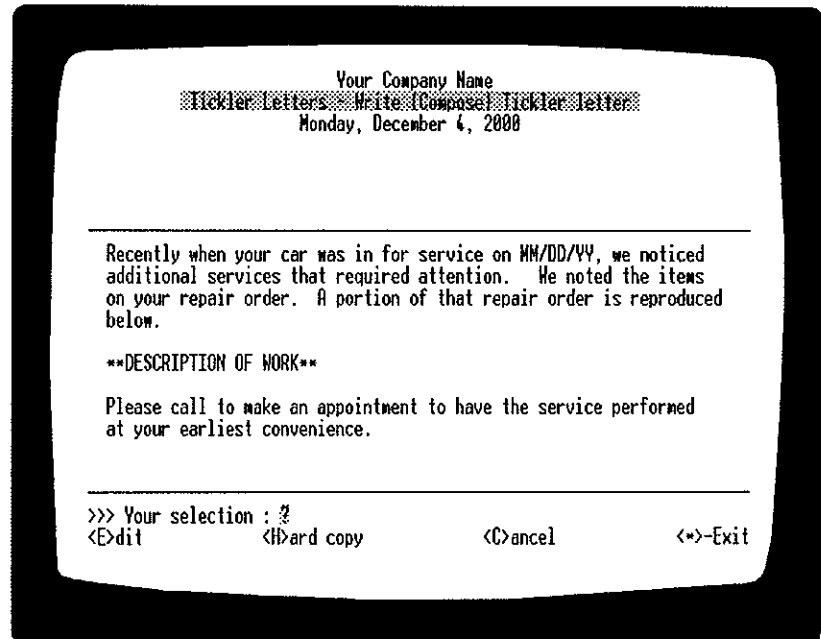 Your Company Name
Tickler Letters - Write (Compose) Tickler letter
Monday, December 4, 2000
Recently when your car was in for service on MM/DD/YY, we noticed
additional services that required attention.  We noted the items
on your repair order.  A portion of that repair order is reproduced
below.
**DESCRIPTION OF WORK**
Please call to make an appointment to have the service performed
at your earliest convenience.
>>> Your selection : ?
<E>dit <H>ard copy <C>ancel <*>-Exit